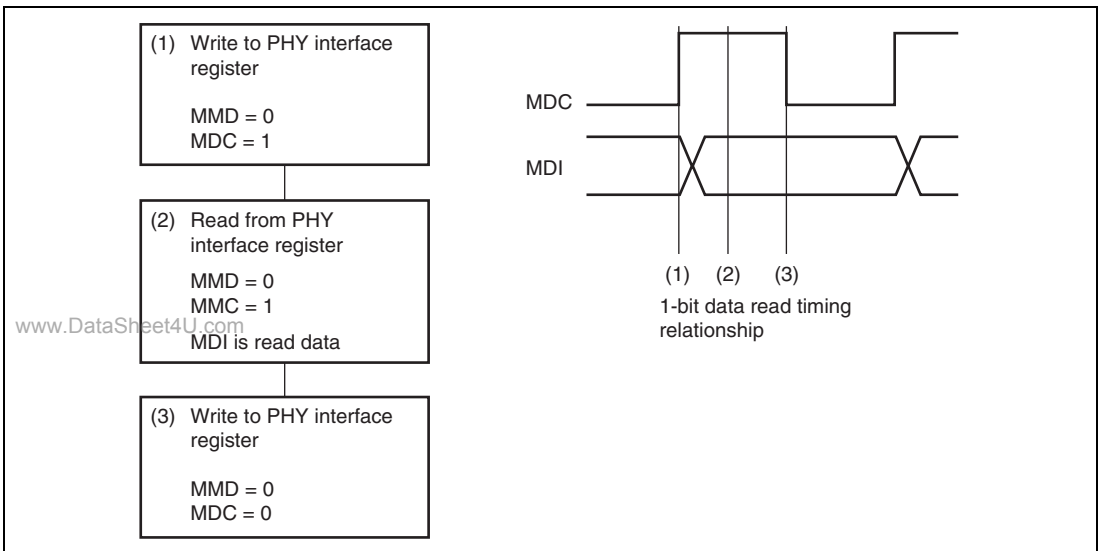 (1) Write to PHY interface
register
MMD = 0
MDC = 1
(2) Read from PHY
interface register
MMD = 0
MMC = 1
MDI is read data
(3) Write to PHY interface
register
MMD = 0
MDC = 0
MDC
MDI
(1) (2) (3)
1-bit data read timing
relationship
www.DataSheet4U.com